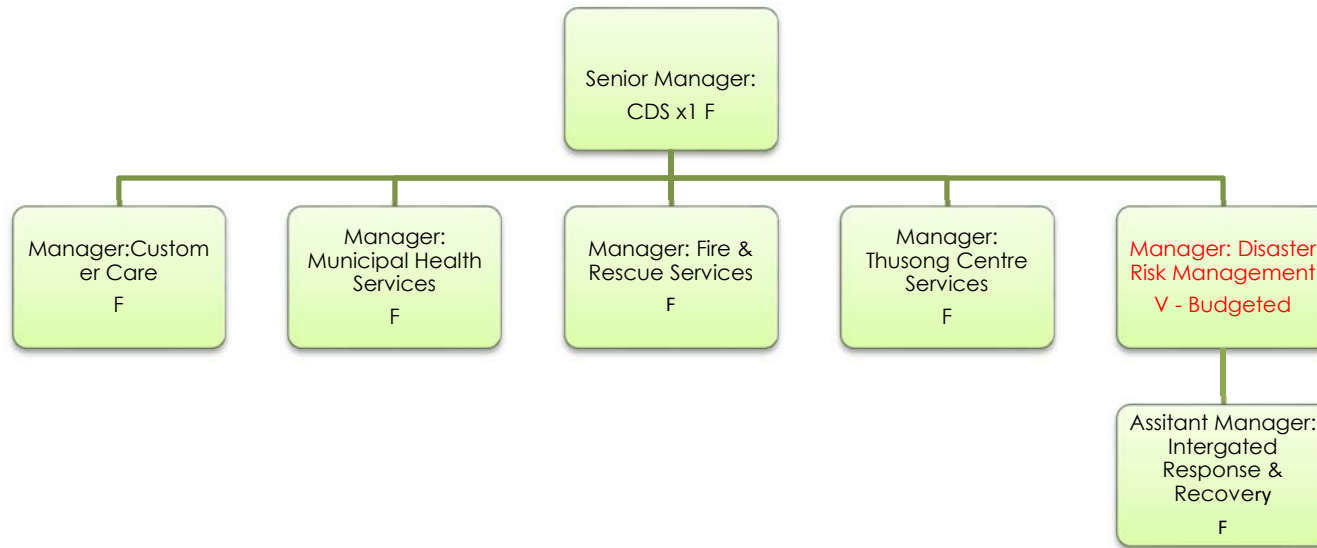 Senior Manager:
CDS x1 F
Manager:Custom
er Care
F
Manager:
Municipal Health
Services
F
Manager: Fire &
Rescue Services
F
Manager:
Thusong Centre
Services
F
Manager: Disaster
Risk Management
V - Budgeted
Assitant Manager:
Intergated
Response &
Recovery
F